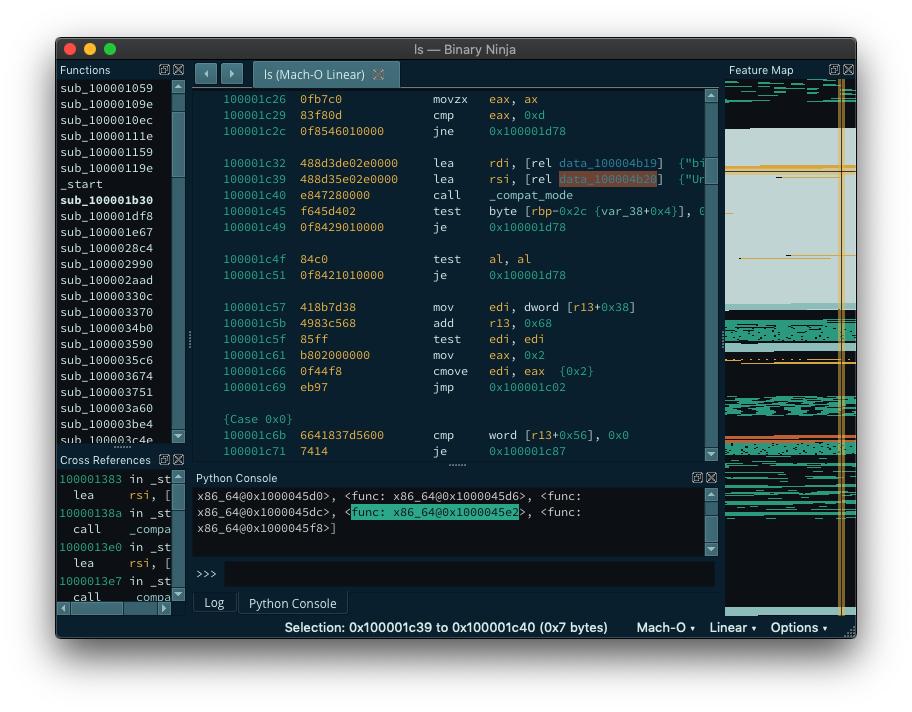 ls — Binary Ninja
Functions
sub_100001059
sub_10000109e
sub_1000010ec
sub_10000111e
sub_100001159
sub_10000119e
_start
sub_100001b30
sub_100001df8
sub_100001e67
sub_1000028c4
sub_100002990
sub_100002aad
sub_10000330c
sub_100003370
sub_1000034b0
sub_100003590
sub_1000035c6
sub_100003674
sub_100003751
sub_100003a60
sub_100003be4
sub_100003c4e
Cross References
100001383 in _st
lea rsi, [
10000138a in _st
call _compa
1000013e0 in _st
lea rsi, [
1000013e7 in _st
call _compa
ls (Mach-O Linear)
100001c26 0fb7c0 movzx eax, ax
100001c29 83f80d cmp eax, 0xd
100001c2c 0f8546010000 jne 0x100001d78
100001c32 488d3de02e0000 lea rdi, [rel data_100004b19] {"bi
100001c39 488d35e02e0000 lea rsi, [rel data_100004b20] {"Un
100001c40 e847280000 call _compat_mode
100001c45 f645d402 test byte [rbp-0x2c {var_38+0x4}], 0
100001c49 0f8429010000 je 0x100001d78
100001c4f 84c0 test al, al
100001c51 0f8421010000 je 0x100001d78
100001c57 418b7d38 mov edi, dword [r13+0x38]
100001c5b 4983c568 add r13, 0x68
100001c5f 85ff test edi, edi
100001c61 b802000000 mov eax, 0x2
100001c66 0f44f8 cmove edi, eax {0x2}
100001c69 eb97 jmp 0x100001c02
{Case 0x0}
100001c6b 6641837d5600 cmp word [r13+0x56], 0x0
100001c71 7414 je 0x100001c87
Python Console
x86_64@0x1000045d0>, <func: x86_64@0x1000045d6>, <func:
x86_64@0x1000045dc>, <func: x86_64@0x1000045e2>, <func:
x86_64@0x1000045f8>]
>>>
Log Python Console
Feature Map
Selection: 0x100001c39 to 0x100001c40 (0x7 bytes) Mach-O Linear Options